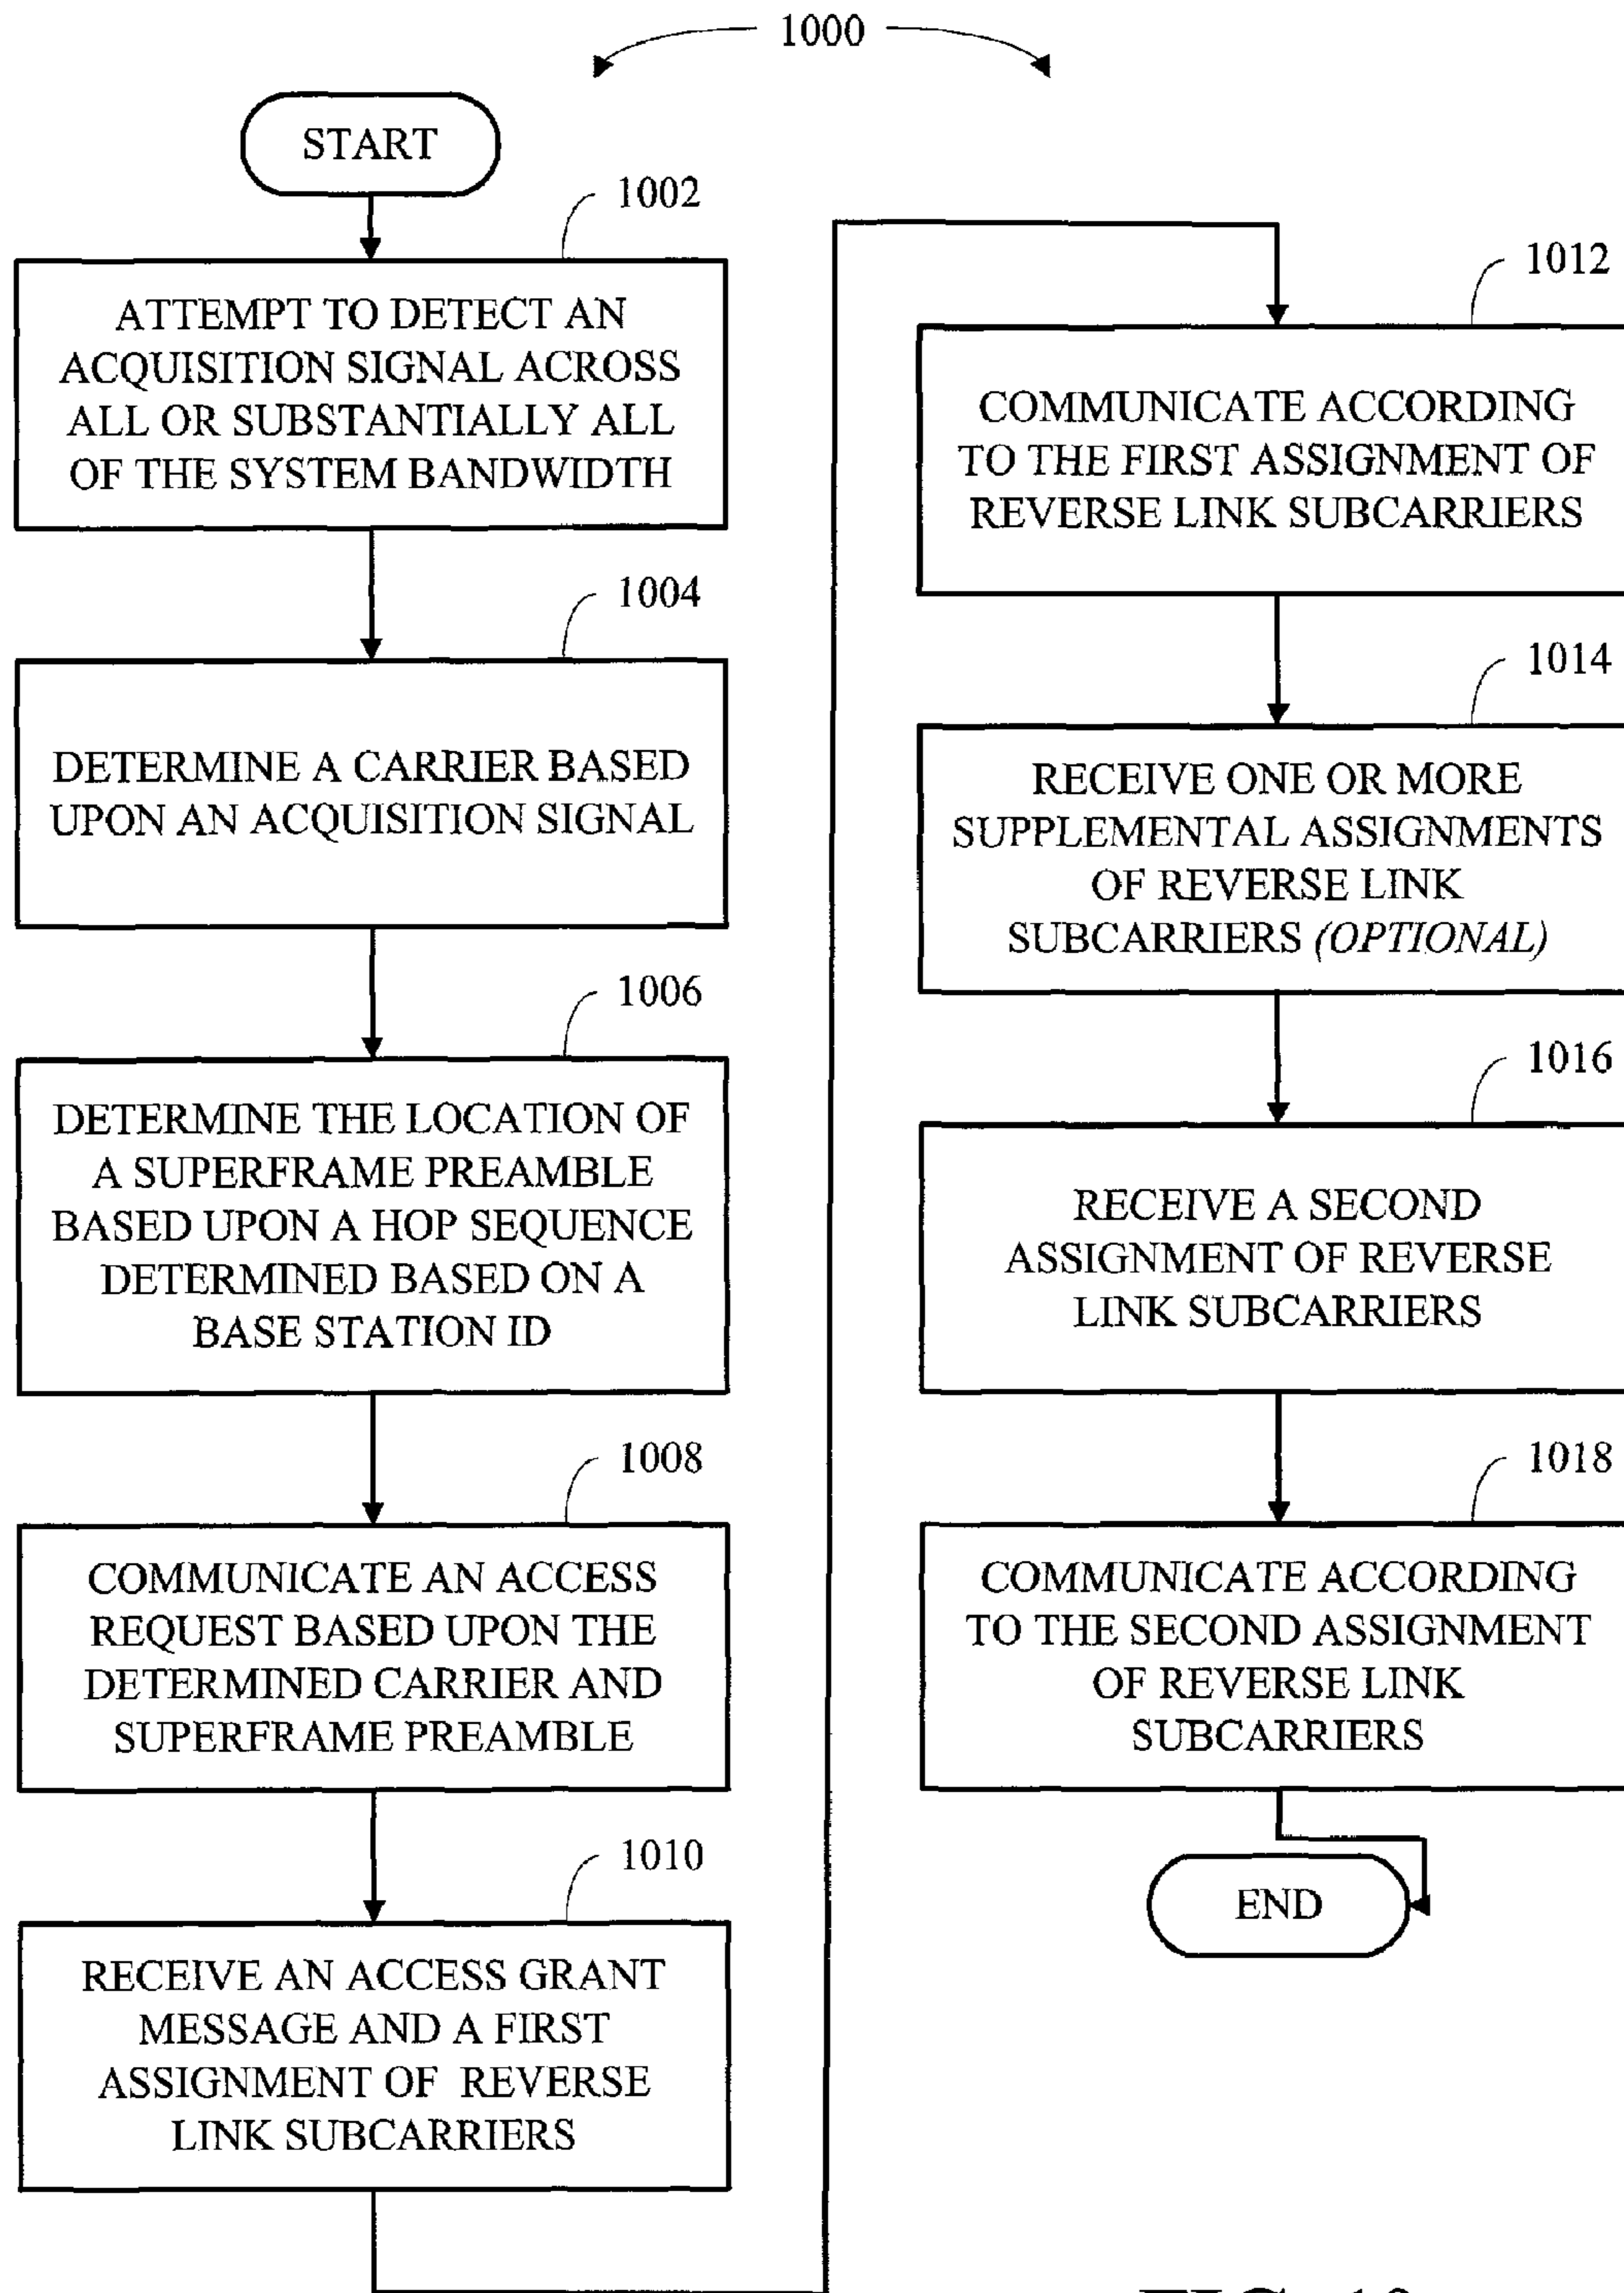 1000
START
1002
ATTEMPT TO DETECT AN
ACQUISITION SIGNAL ACROSS
ALL OR SUBSTANTIALLY ALL
OF THE SYSTEM BANDWIDTH
1004
DETERMINE A CARRIER BASED
UPON AN ACQUISITION SIGNAL
1006
DETERMINE THE LOCATION OF
A SUPERFRAME PREAMBLE
BASED UPON A HOP SEQUENCE
DETERMINED BASED ON A
BASE STATION ID
1008
COMMUNICATE AN ACCESS
REQUEST BASED UPON THE
DETERMINED CARRIER AND
SUPERFRAME PREAMBLE
1010
RECEIVE AN ACCESS GRANT
MESSAGE AND A FIRST
ASSIGNMENT OF REVERSE
LINK SUBCARRIERS
1012
COMMUNICATE ACCORDING
TO THE FIRST ASSIGNMENT OF
REVERSE LINK SUBCARRIERS
1014
RECEIVE ONE OR MORE
SUPPLEMENTAL ASSIGNMENTS
OF REVERSE LINK
SUBCARRIERS (OPTIONAL)
1016
RECEIVE A SECOND
ASSIGNMENT OF REVERSE
LINK SUBCARRIERS
1018
COMMUNICATE ACCORDING
TO THE SECOND ASSIGNMENT
OF REVERSE LINK
SUBCARRIERS
END